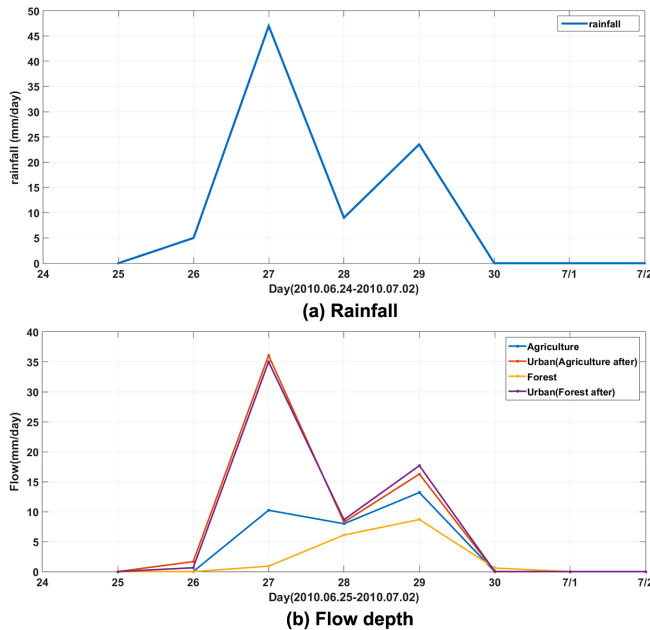 50
45
40
35
30
25
20
15
10
5
0
rainfall (mm/day)
rainfall
24 25 26 27 28 29 30 7/1 7/2
Day(2010.06.24-2010.07.02)
(a) Rainfall
40
35
30
25
20
15
10
5
0
Flow(mm/day)
Agriculture
Urban(Agriculture after)
Forest
Urban(Forest after)
24 25 26 27 28 29 30 7/1 7/2
Day(2010.06.25-2010.07.02)
(b) Flow depth